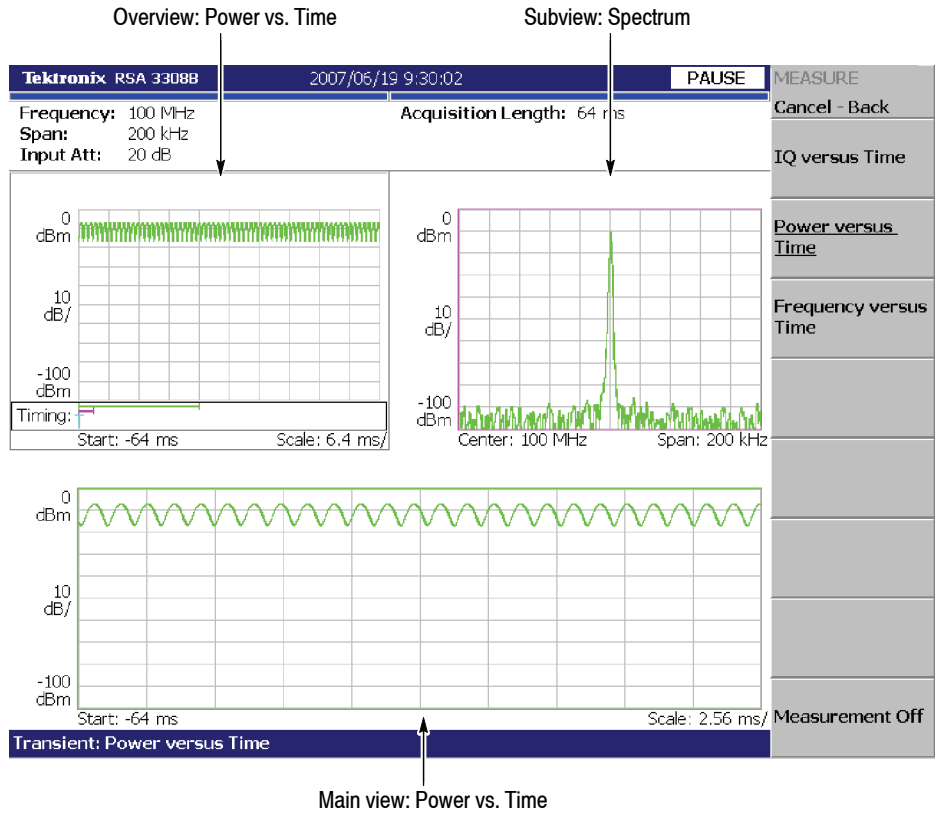 Overview: Power vs. Time
Subview: Spectrum
Tektronix RSA 3308B
2007/06/19 9:30:02
PAUSE
MEASURE
Cancel - Back
Frequency: 100 MHz
Span: 200 kHz
Input Att: 20 dB
Acquisition Length: 64 ms
IQ versus Time
Power versus
Time
Frequency versus
Time
Measurement Off
0
dBm
10
dB/
-100
dBm
Timing:
Start: -64 ms
Scale: 6.4 ms/
0
dBm
10
dB/
-100
dBm
Center: 100 MHz
Span: 200 kHz
0
dBm
10
dB/
-100
dBm
Start: -64 ms
Scale: 2.56 ms/
Transient: Power versus Time
Main view: Power vs. Time